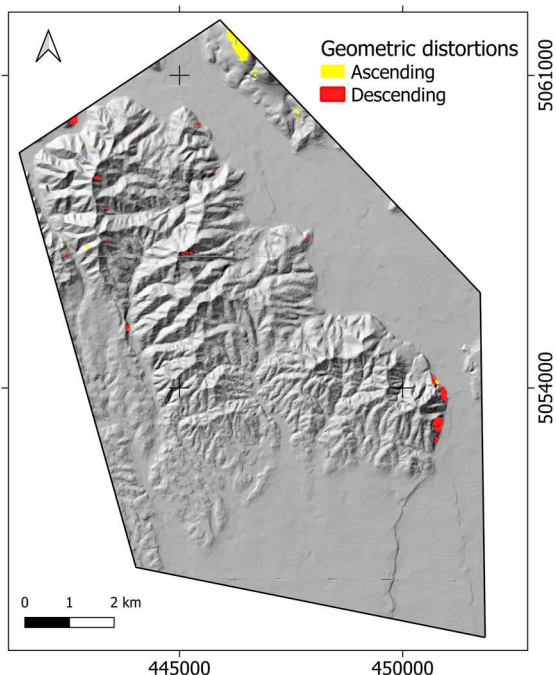 Geometric distortions
Ascending
Descending
5061000
5054000
0 1 2 km
445000 450000